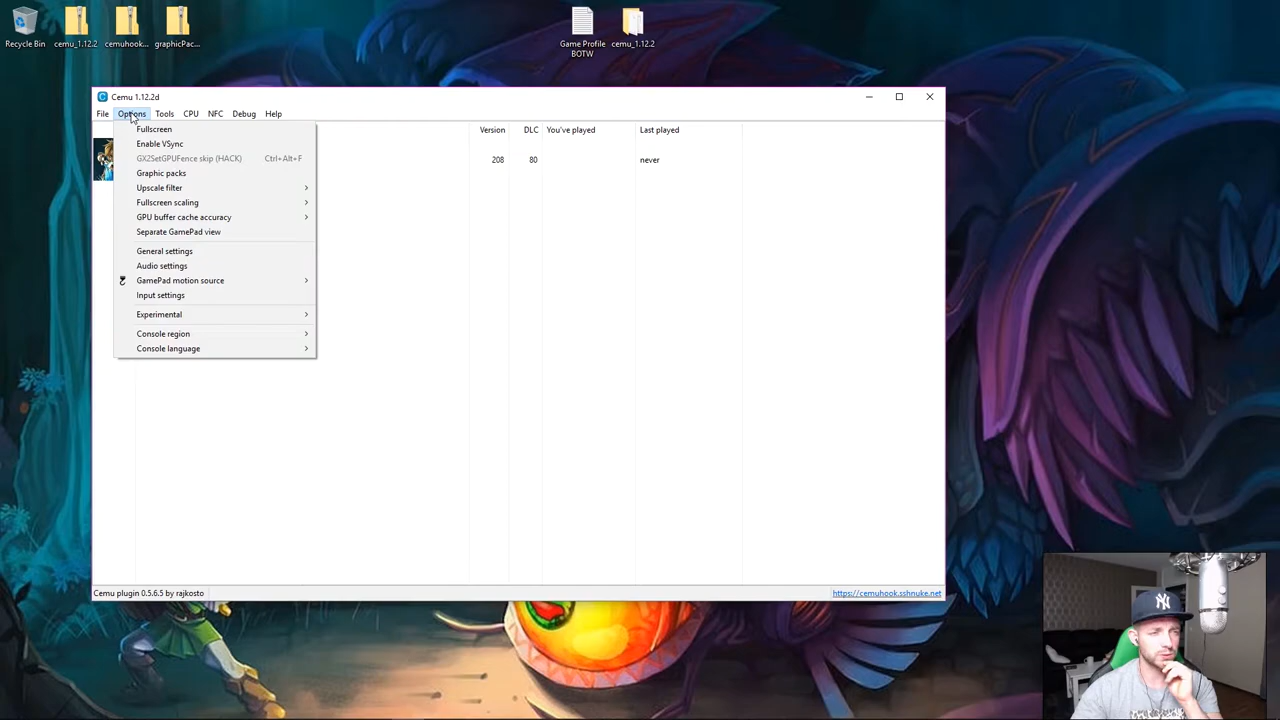 Recycle Bin
cemu_1.12.2
cemuhook...
graphicPac...
Game Profile
BOTW
cemu_1.12.2
Cemu 1.12.2d
File Options Tools CPU NFC Debug Help
Version DLC You've played Last played
208 80 never
Fullscreen
Enable VSync
GX2SetGPUFence skip (HACK) Ctrl+Alt+F
Graphic packs
Upscale filter
Fullscreen scaling
GPU buffer cache accuracy
Separate GamePad view
General settings
Audio settings
GamePad motion source
Input settings
Experimental
Console region
Console language
Cemu plugin 0.5.6.5 by rajkosto
https://cemuhook.sshnuke.net